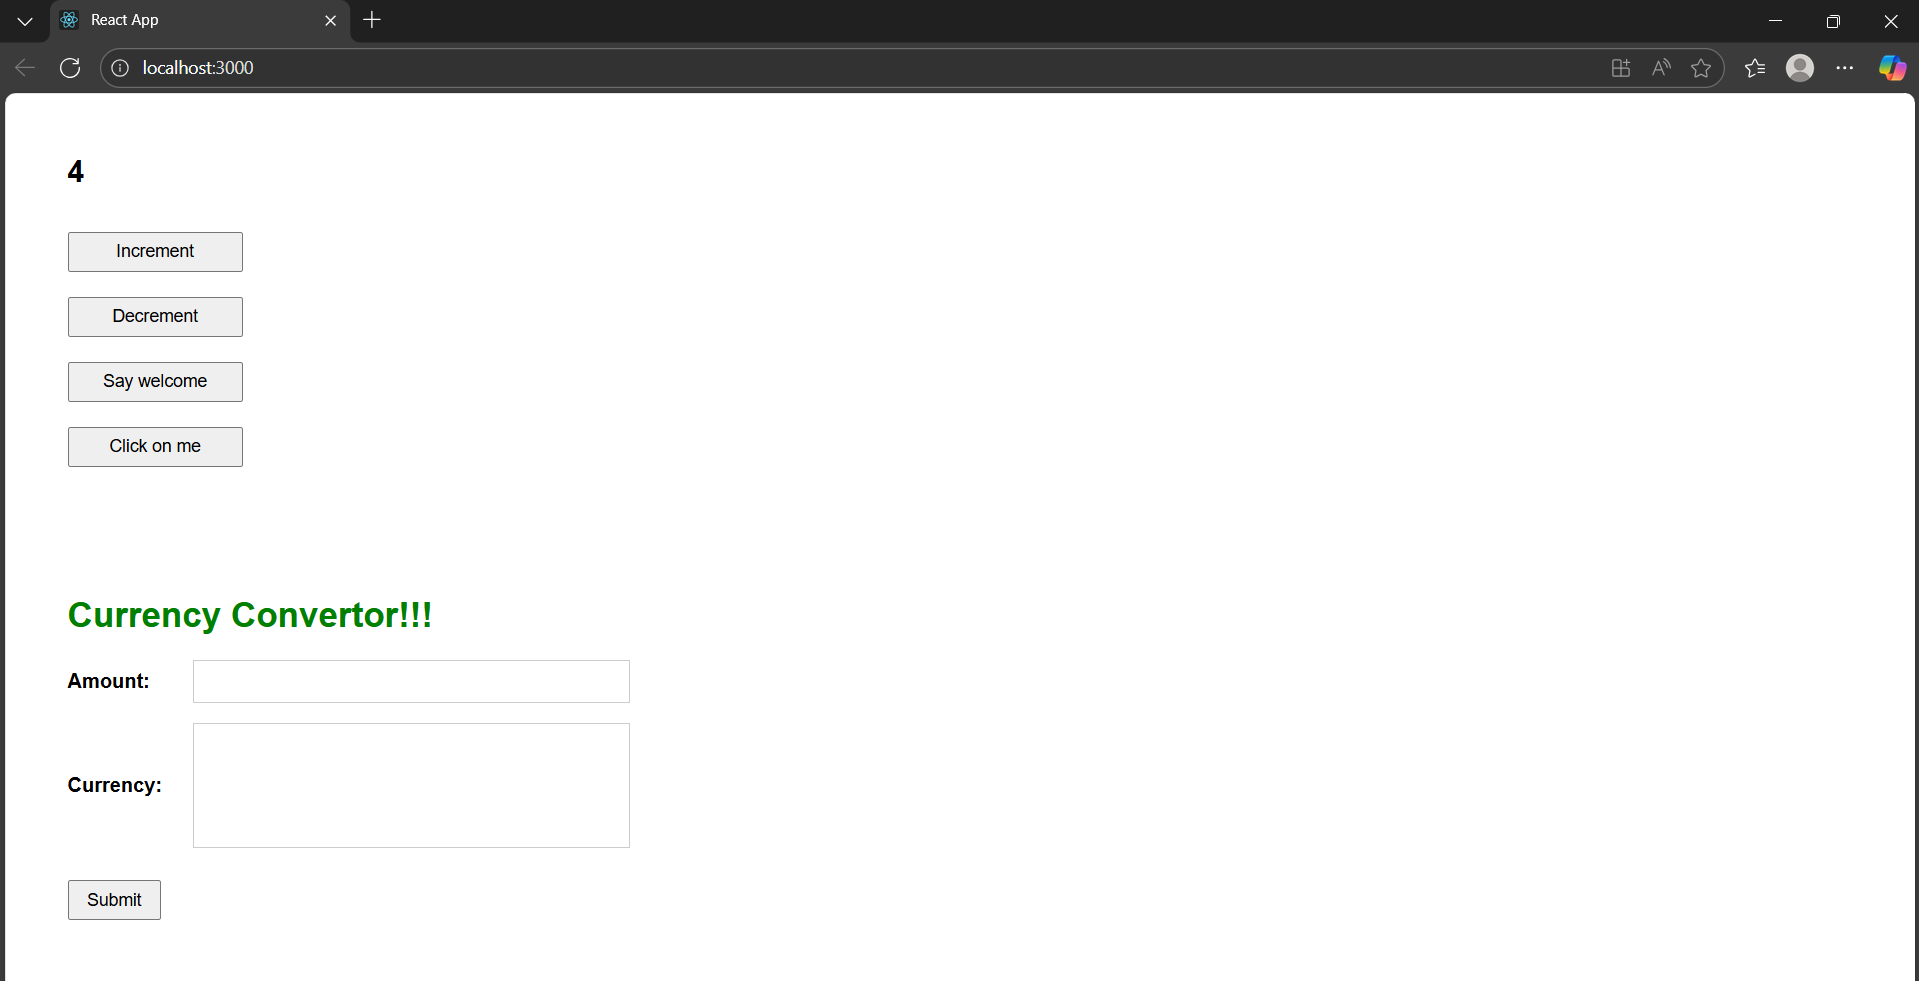 React App
localhost:3000
4
Increment
Decrement
Say welcome
Click on me
Currency Convertor!!!
Amount:
Currency:
Submit